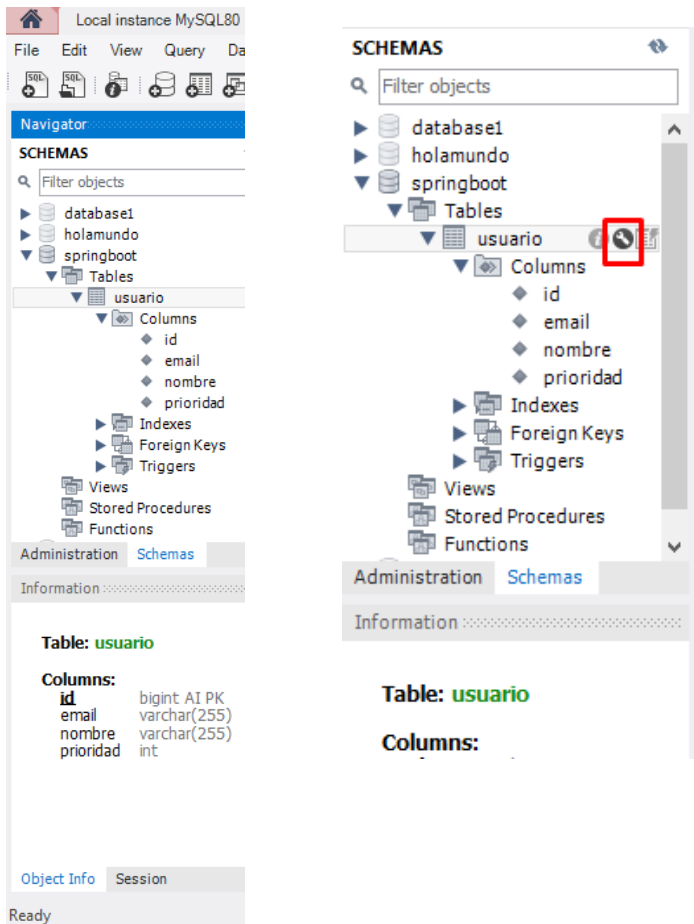 Local instance MySQL80
File Edit View Query Da
SQL SQL
Navigator
SCHEMAS
Filter objects
database1
holamundo
springboot
Tables
usuario
Columns
id
email
nombre
prioridad
Indexes
Foreign Keys
Triggers
Views
Stored Procedures
Functions
Administration Schemas
Information
Table: usuario
Columns:
id bigint AI PK
email varchar(255)
nombre varchar(255)
prioridad int
Object Info Session
Ready
SCHEMAS
Filter objects
database1
holamundo
springboot
Tables
usuario
Columns
id
email
nombre
prioridad
Indexes
Foreign Keys
Triggers
Views
Stored Procedures
Functions
Administration Schemas
Information
Table: usuario
Columns: